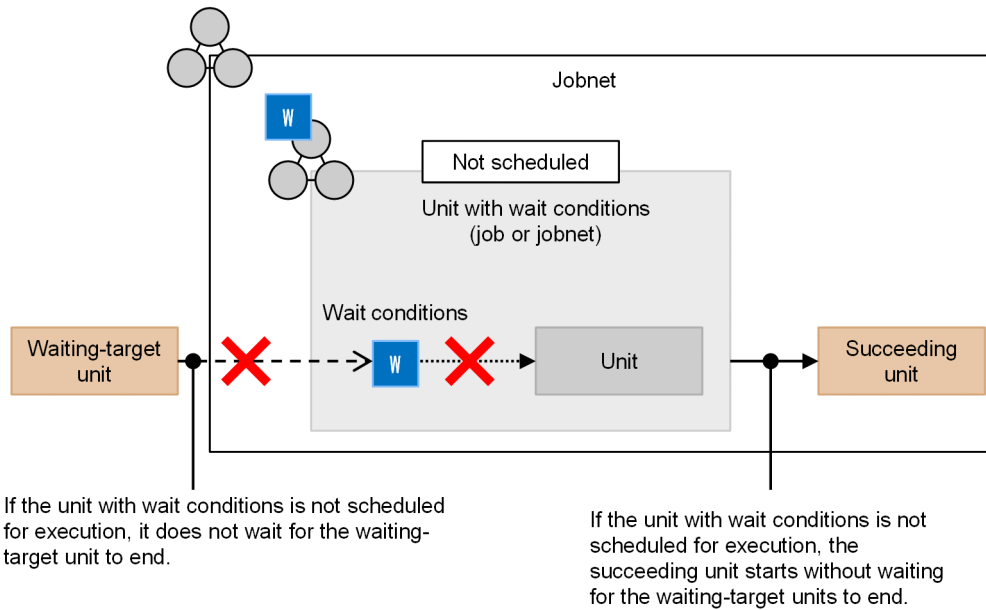 Jobnet
W
Not scheduled
Unit with wait conditions
(job or jobnet)
Wait conditions
Waiting-target
unit
W
Unit
Succeeding
unit
If the unit with wait conditions is not scheduled
for execution, it does not wait for the waiting-
target unit to end.
If the unit with wait conditions is not
scheduled for execution, the
succeeding unit starts without waiting
for the waiting-target units to end.